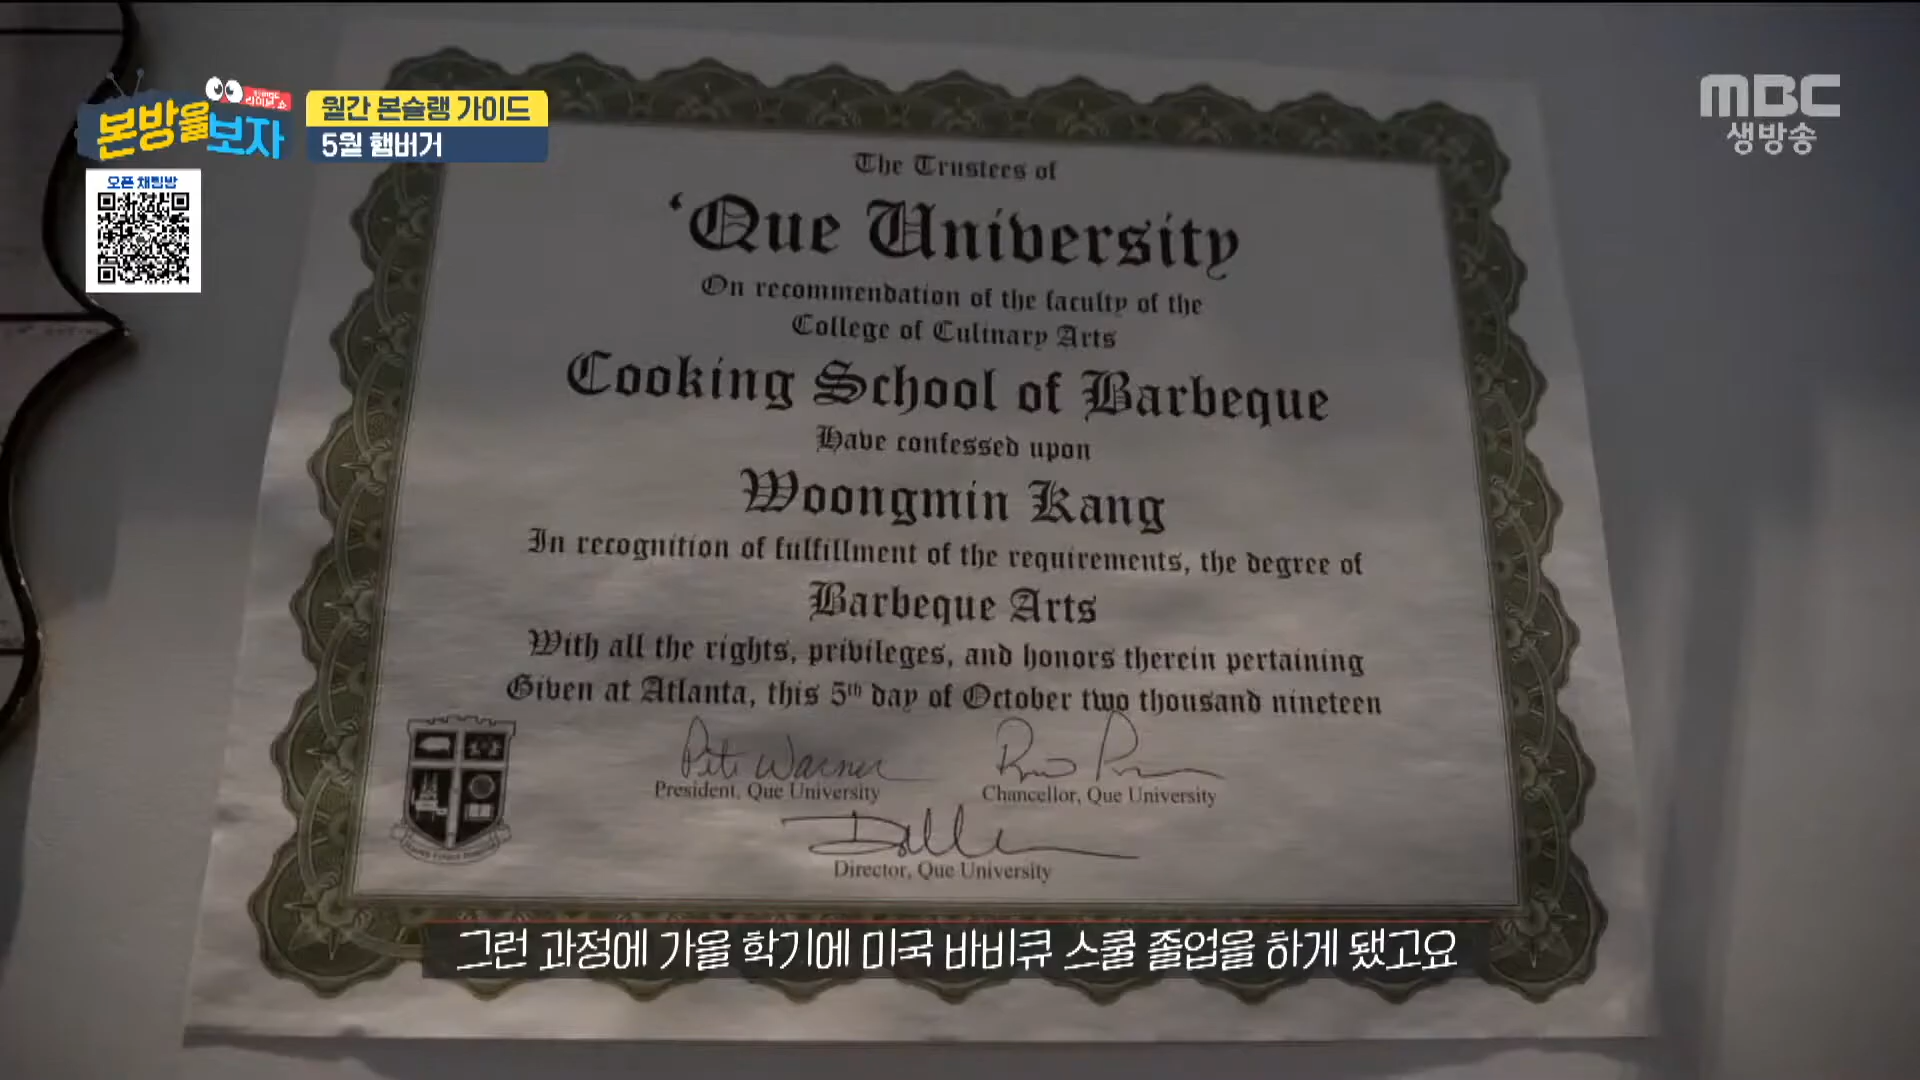 본방을보자
월간 본슐랭 가이드
5월 햄버거
오픈 채팅방
MBC
생방송
The Trustees of
‘Que University
On recommendation of the faculty of the
College of Culinary Arts
Cooking School of Barbeque
Have confessed upon
Woongmin Kang
In recognition of fulfillment of the requirements, the degree of
Barbeque Arts
With all the rights, privileges, and honors therein pertaining
Given at Atlanta, this 5th day of October two thousand nineteen
Pete Warner
President, Que University
Chancellor, Que University
Director, Que University
그런 과정에 가을 학기에 미국 바비큐 스쿨 졸업을 하게 됐고요